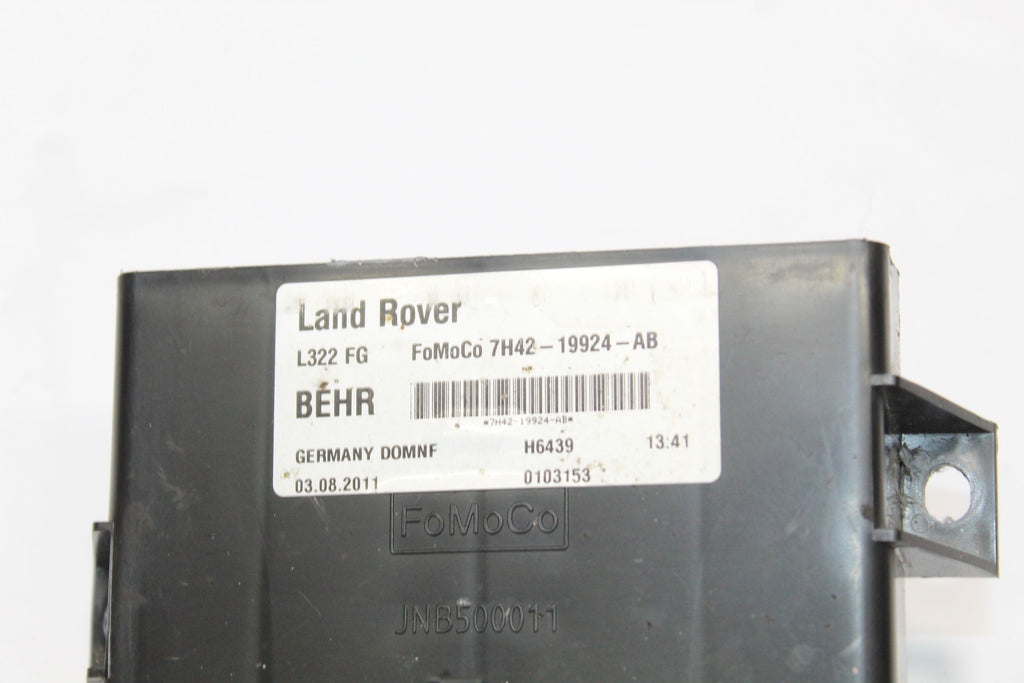 Land Rover
L322 FG FoMoCo 7H42-19924-AB
BEHR
*7H42-19924-AB*
GERMANY DOMNF H6439 13:41
03.08.2011 0103153
FoMoCo
JNB500011